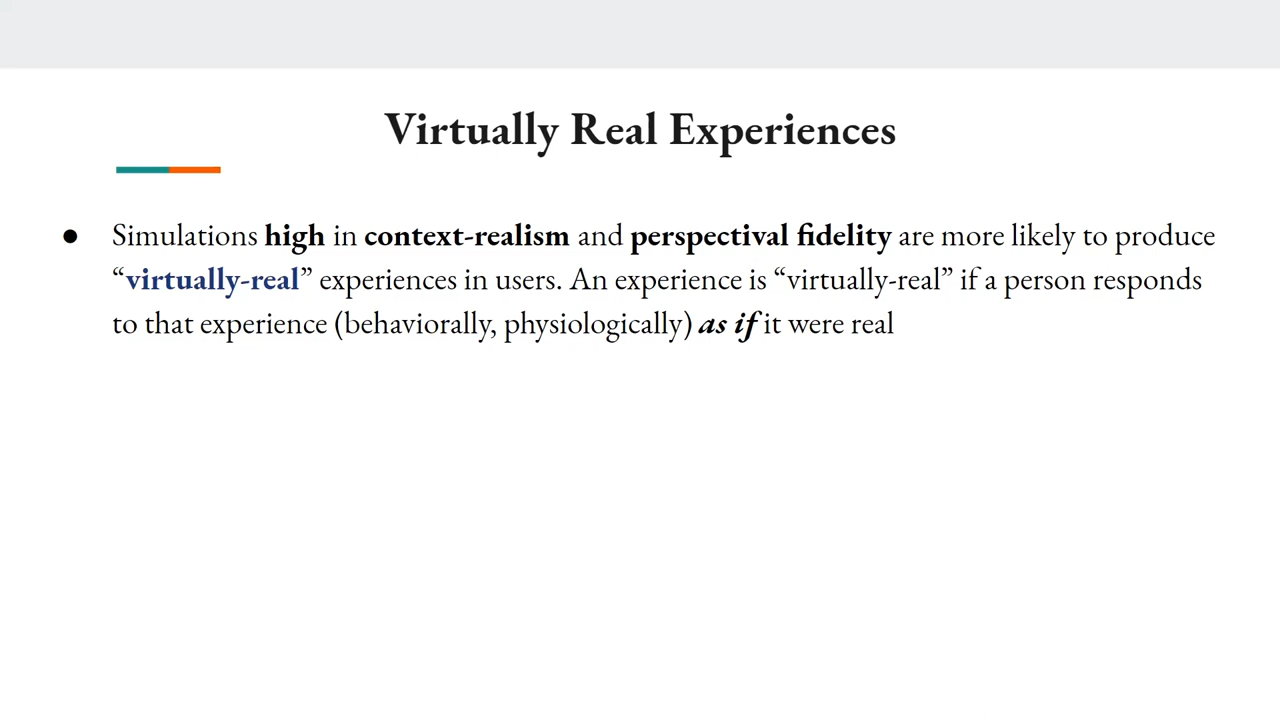 Virtually Real Experiences
● Simulations high in context-realism and perspectival fidelity are more likely to produce
“virtually-real” experiences in users. An experience is “virtually-real” if a person responds
to that experience (behaviorally, physiologically) as if it were real